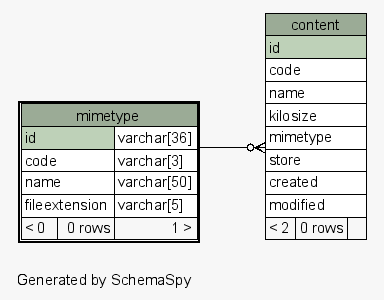 content
id
code
name
kilosize
mimetype
store
created
modified
< 2 0 rows
mimetype
id varchar[36]
code varchar[3]
name varchar[50]
fileextension varchar[5]
< 0 0 rows 1 >
Generated by SchemaSpy